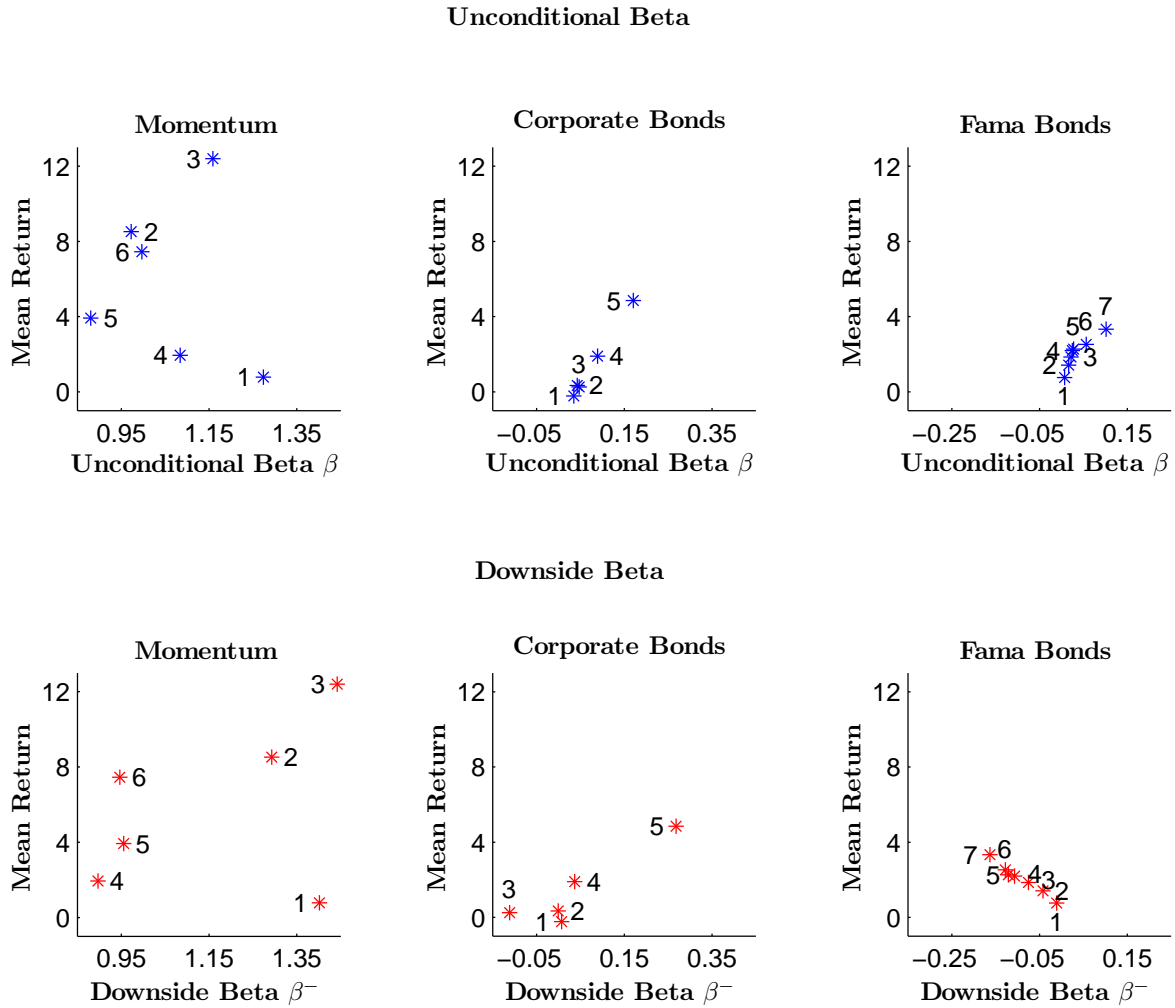 Unconditional Beta
Momentum
Mean Return
12
8
4
0
3
2
6
5
4
1
0.95 1.15 1.35
Unconditional Beta β
Corporate Bonds
Mean Return
12
8
4
0
5
4
3
2
1
−0.05 0.15 0.35
Unconditional Beta β
Fama Bonds
Mean Return
12
8
4
0
7
6
5
4
3
2
1
−0.25 −0.05 0.15
Unconditional Beta β
Downside Beta
Momentum
Mean Return
12
8
4
0
3
2
6
5
4
1
0.95 1.15 1.35
Downside Beta β−
Corporate Bonds
Mean Return
12
8
4
0
5
4
3
2
1
−0.05 0.15 0.35
Downside Beta β−
Fama Bonds
Mean Return
12
8
4
0
7
6
5
4
3
2
1
−0.25 −0.05 0.15
Downside Beta β−